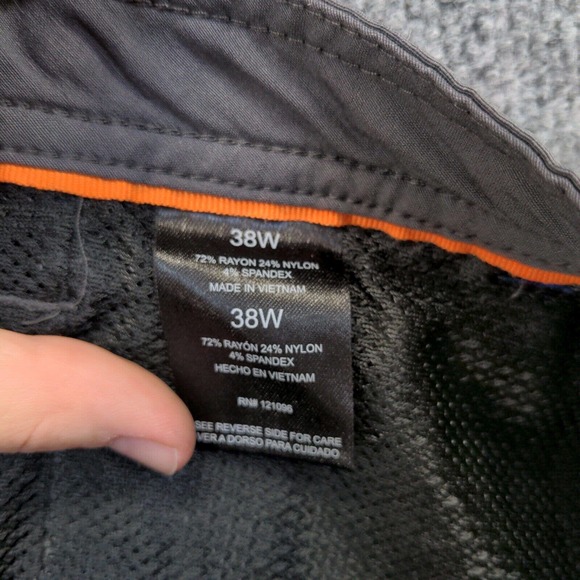 38W
72% RAYON 24% NYLON
4% SPANDEX
MADE IN VIETNAM
38W
72% RAYÓN 24% NYLON
4% SPANDEX
HECHO EN VIETNAM
RN# 121096
SEE REVERSE SIDE FOR CARE
VER A DORSO PARA CUIDADO